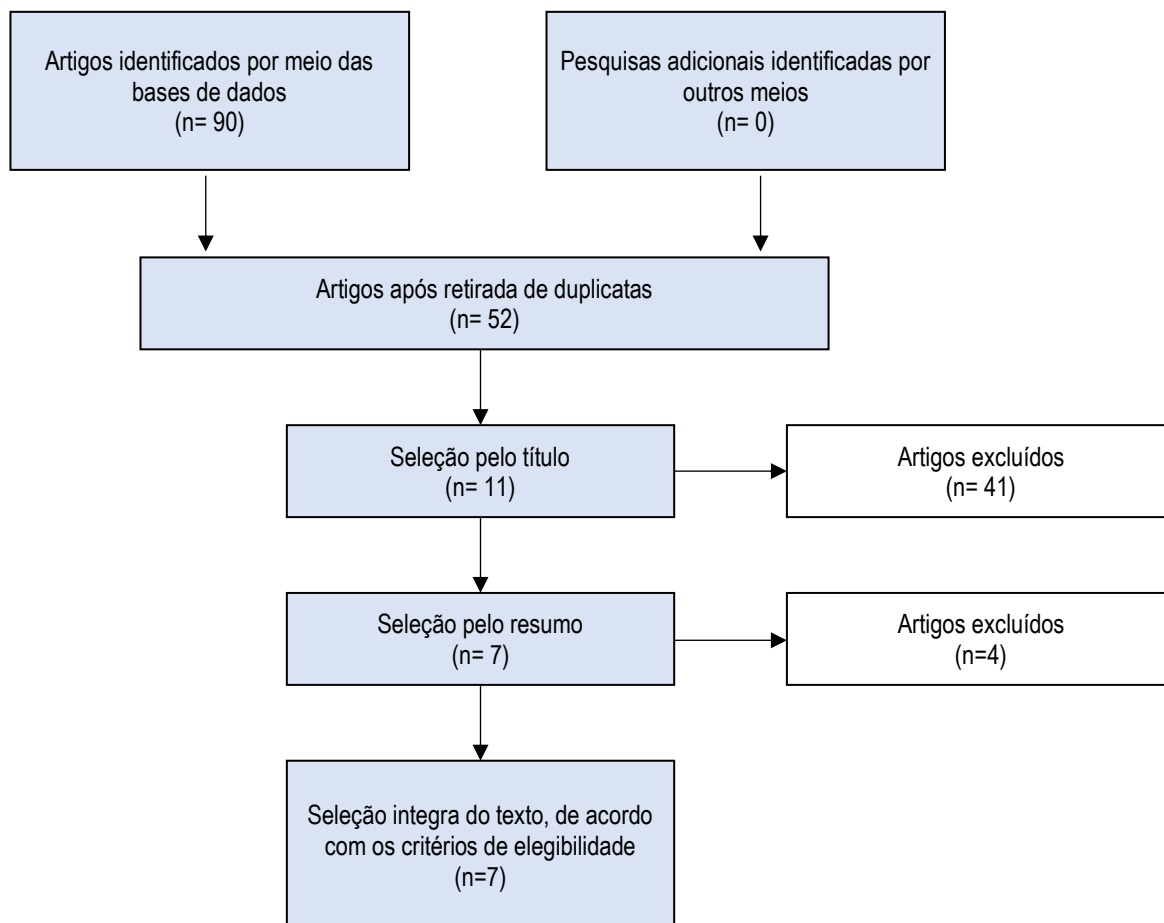 Artigos identificados por meio das
bases de dados
(n= 90)
Pesquisas adicionais identificadas por
outros meios
(n= 0)
Artigos após retirada de duplicatas
(n= 52)
Seleção pelo título
(n= 11)
Artigos excluídos
(n= 41)
Seleção pelo resumo
(n= 7)
Artigos excluídos
(n=4)
Seleção integra do texto, de acordo
com os critérios de elegibilidade
(n=7)